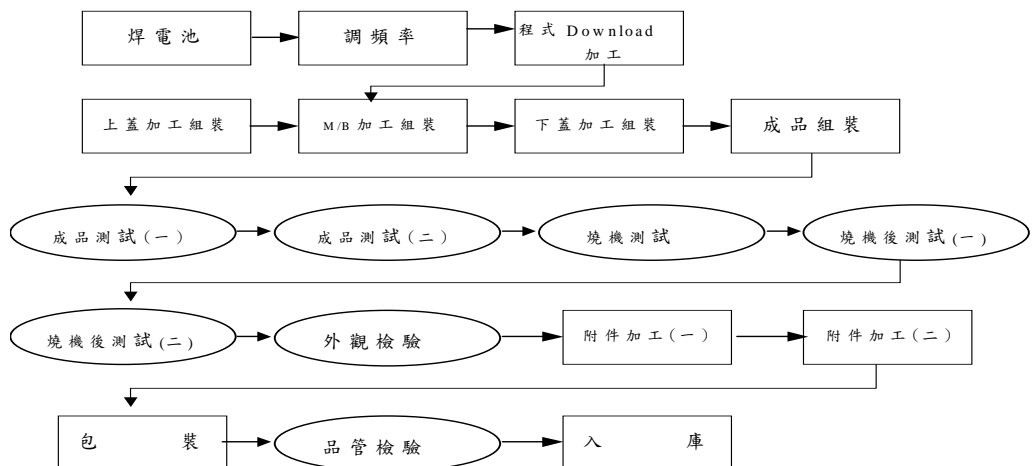 焊電池
調頻率
程式 Download
加工
上蓋加工組裝
M/B 加工組裝
下蓋加工組裝
成品組裝
成品測試(一)
成品測試(二)
燒機測試
燒機後測試(一)
燒機後測試(二)
外觀檢驗
附件加工(一)
附件加工(二)
包裝
品管檢驗
入庫